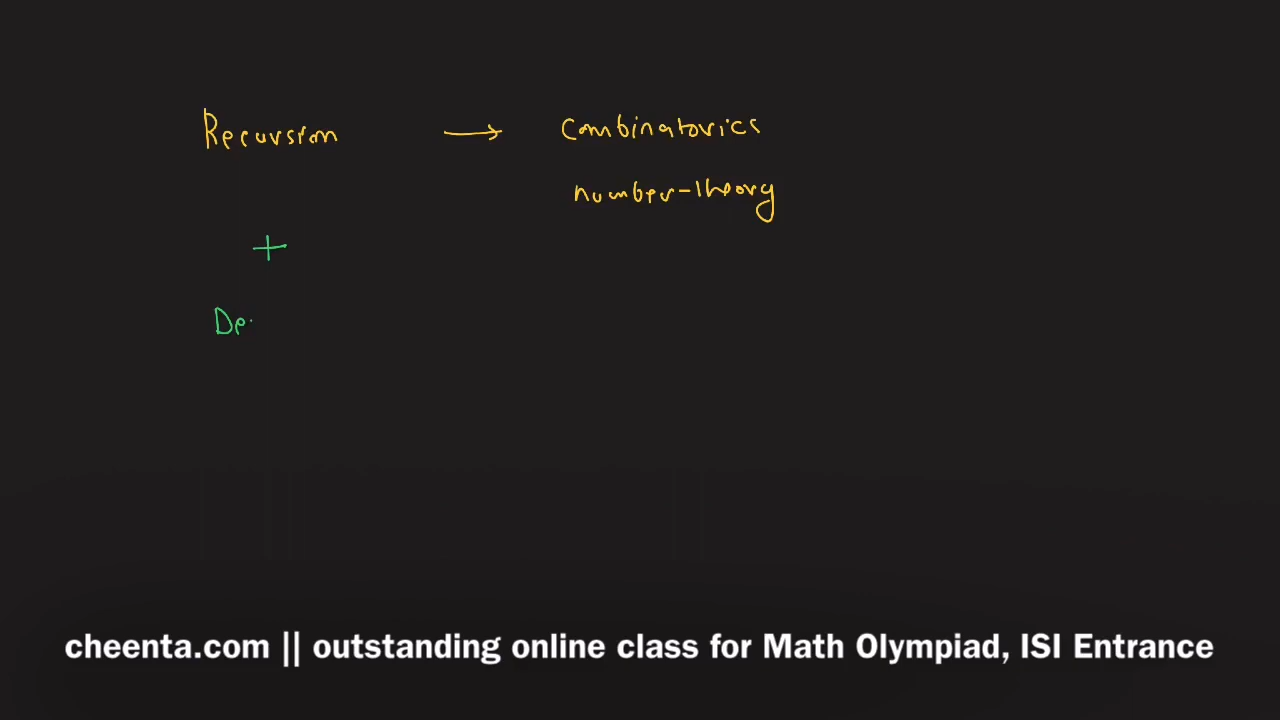 Recursion → Combinatorics
number-theory
+
De
cheenta.com || outstanding online class for Math Olympiad, ISI Entrance